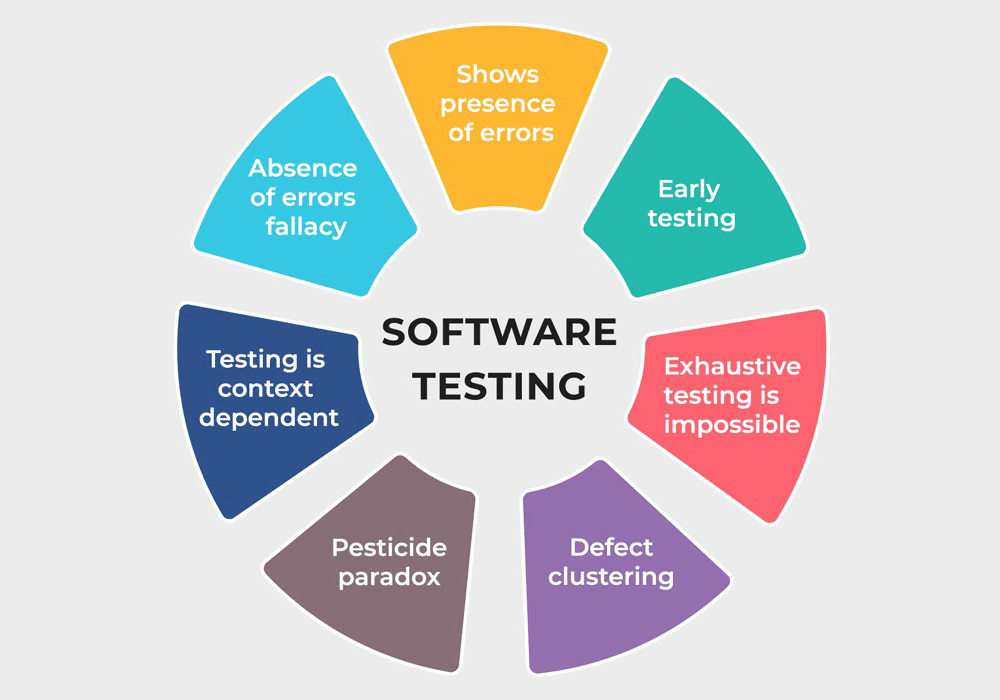 Shows
presence
of errors
Early
testing
Exhaustive
testing is
impossible
Defect
clustering
Pesticide
paradox
Testing is
context
dependent
Absence
of errors
fallacy
SOFTWARE
TESTING